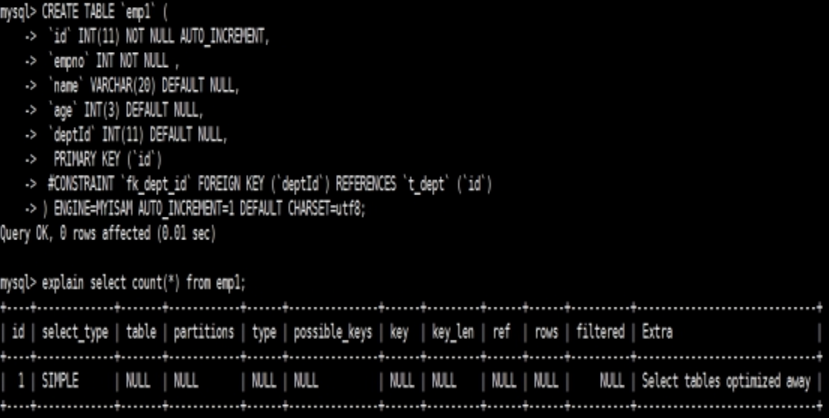 mysql> CREATE TABLE `emp1` (
-> `id` INT(11) NOT NULL AUTO_INCREMENT,
-> `empno` INT NOT NULL ,
-> `name` VARCHAR(20) DEFAULT NULL,
-> `age` INT(3) DEFAULT NULL,
-> `deptId` INT(11) DEFAULT NULL,
-> PRIMARY KEY (`id`)
-> #CONSTRAINT `fk_dept_id` FOREIGN KEY (`deptId`) REFERENCES `t_dept` (`id`)
-> ) ENGINE=MYISAM AUTO_INCREMENT=1 DEFAULT CHARSET=utf8;
Query OK, 0 rows affected (0.01 sec)
mysql> explain select count(*) from emp1;
+----+-------------+-------+------------+------+---------------+------+---------+------+------+----------+------------------------------+
| id | select_type | table | partitions | type | possible_keys | key | key_len | ref | rows | filtered | Extra |
+----+-------------+-------+------------+------+---------------+------+---------+------+------+----------+------------------------------+
| 1 | SIMPLE | NULL | NULL | NULL | NULL | NULL | NULL | NULL | NULL | NULL | Select tables optimized away |
+----+-------------+-------+------------+------+---------------+------+---------+------+------+----------+------------------------------+